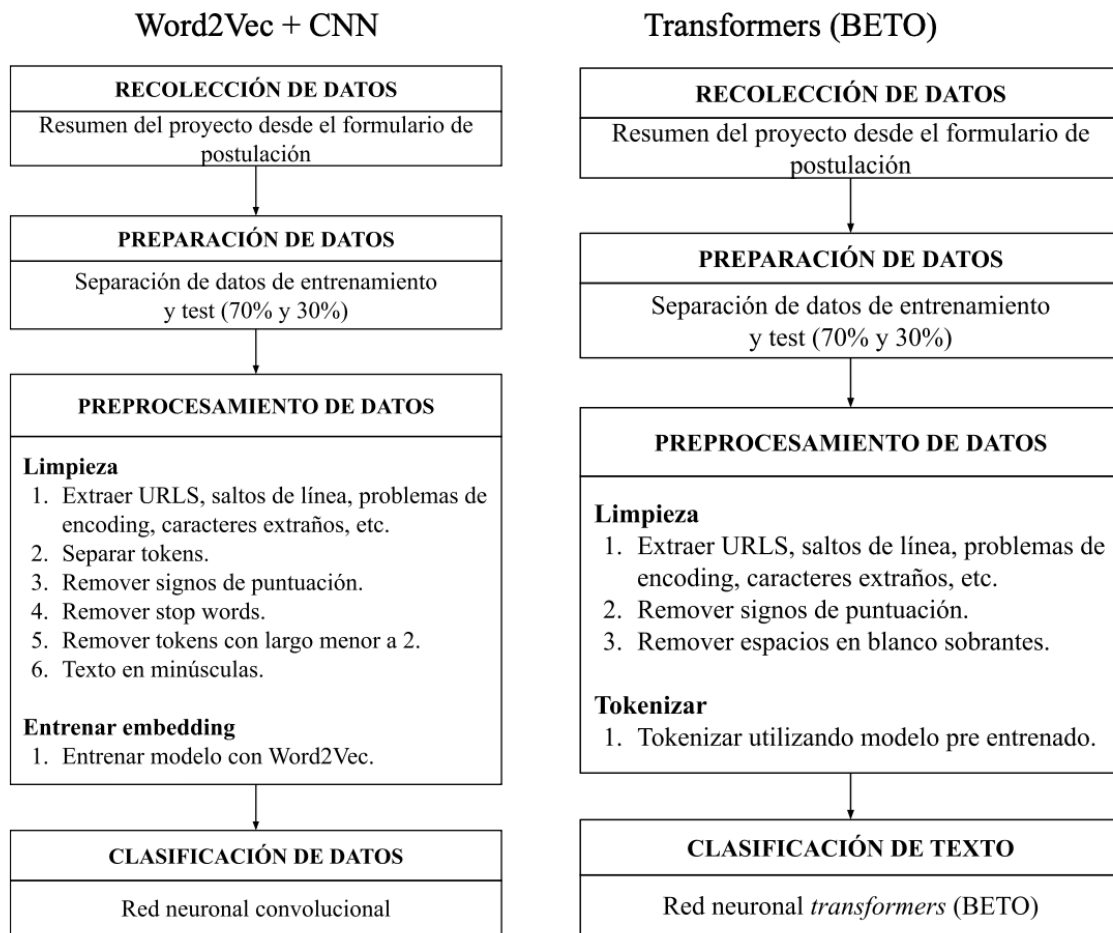 Word2Vec + CNN
RECOLECCIÓN DE DATOS
Resumen del proyecto desde el formulario de
postulación
PREPARACIÓN DE DATOS
Separación de datos de entrenamiento
y test (70% y 30%)
PREPROCESAMIENTO DE DATOS
Limpieza
1. Extraer URLS, saltos de línea, problemas de
encoding, caracteres extraños, etc.
2. Separar tokens.
3. Remover signos de puntuación.
4. Remover stop words.
5. Remover tokens con largo menor a 2.
6. Texto en minúsculas.
Entrenar embedding
1. Entrenar modelo con Word2Vec.
CLASIFICACIÓN DE DATOS
Red neuronal convolucional
Transformers (BETO)
RECOLECCIÓN DE DATOS
Resumen del proyecto desde el formulario de
postulación
PREPARACIÓN DE DATOS
Separación de datos de entrenamiento
y test (70% y 30%)
PREPROCESAMIENTO DE DATOS
Limpieza
1. Extraer URLS, saltos de línea, problemas de
encoding, caracteres extraños, etc.
2. Remover signos de puntuación.
3. Remover espacios en blanco sobrantes.
Tokenizar
1. Tokenizar utilizando modelo pre entrenado.
CLASIFICACIÓN DE TEXTO
Red neuronal transformers (BETO)